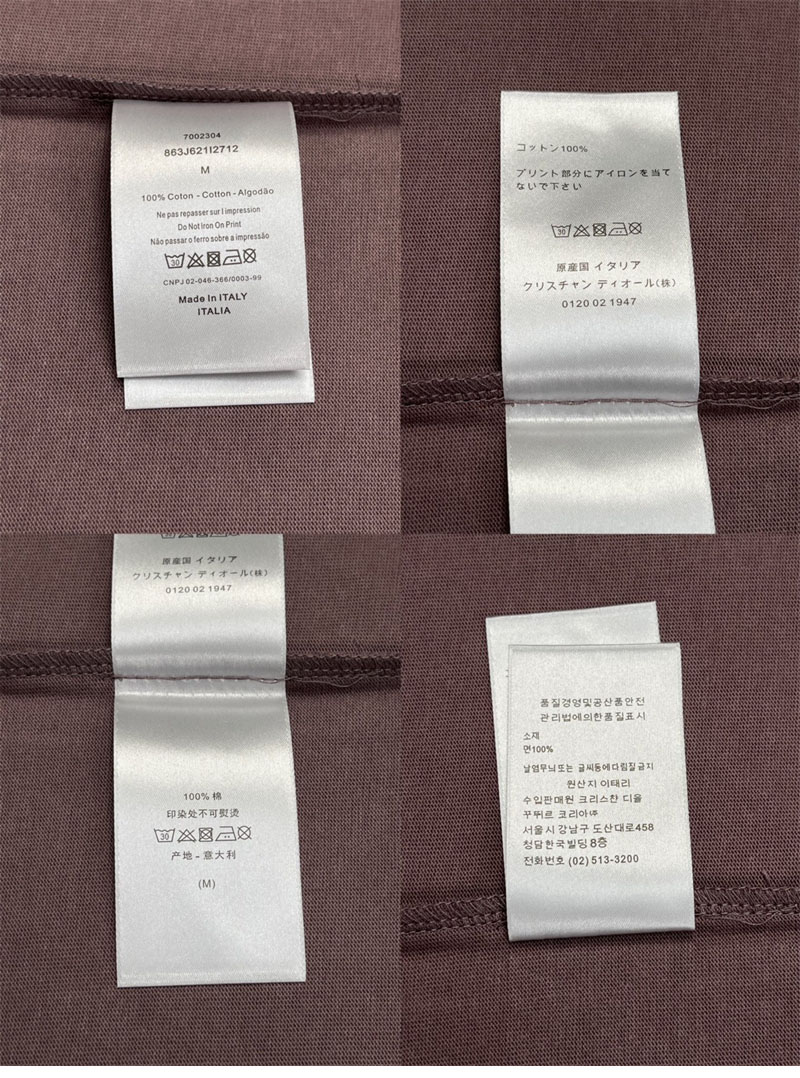 7002304
863J621I2712
M
100% Coton - Cotton - Algodão
Ne pas repasser sur l impression
Do Not Iron On Print
Não passar o ferro sobre a impressão
30
CNPJ 02-046-366/0003-99
Made In ITALY
ITALIA
コットン100%
プリント部分にアイロンを当て
ないで下さい
30
原産国 イタリア
クリスチャン ディオール(株)
0120 02 1947
原産国 イタリア
クリスチャン ディオール(株)
0120 02 1947
100% 棉
印染处不可熨烫
30
产地 - 意大利
(M)
품질경영및공산품안전
관리법에의한품질표시
소재
면100%
날염무늬또는 글씨등에다림질금지
원산지 이태리
수입판매원 크리스챤 디올
꾸뛰르 코리아㈜
서울시강남구 도산대로458
청담한국빌딩8층
전화번호 (02) 513-3200